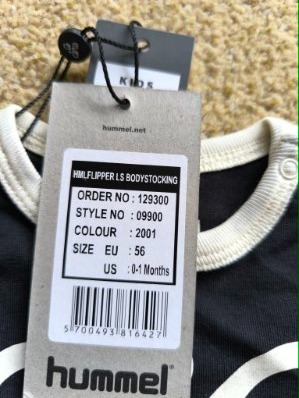 KIDS
hummel.net
HMLFLIPPER LS BODYSTOCKING
ORDER NO : 129300
STYLE NO : 09900
COLOUR : 2001
SIZE EU : 56
US : 0-1 Months
5 700493 816427
hummel